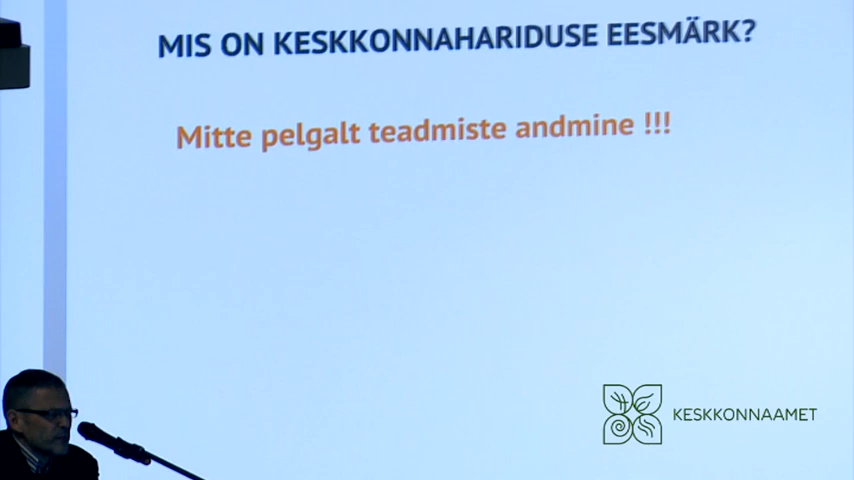 MIS ON KESKKONNAHARIDUSE EESMÄRK?
Mitte pelgalt teadmiste andmine !!!
KESKKONNAAMET